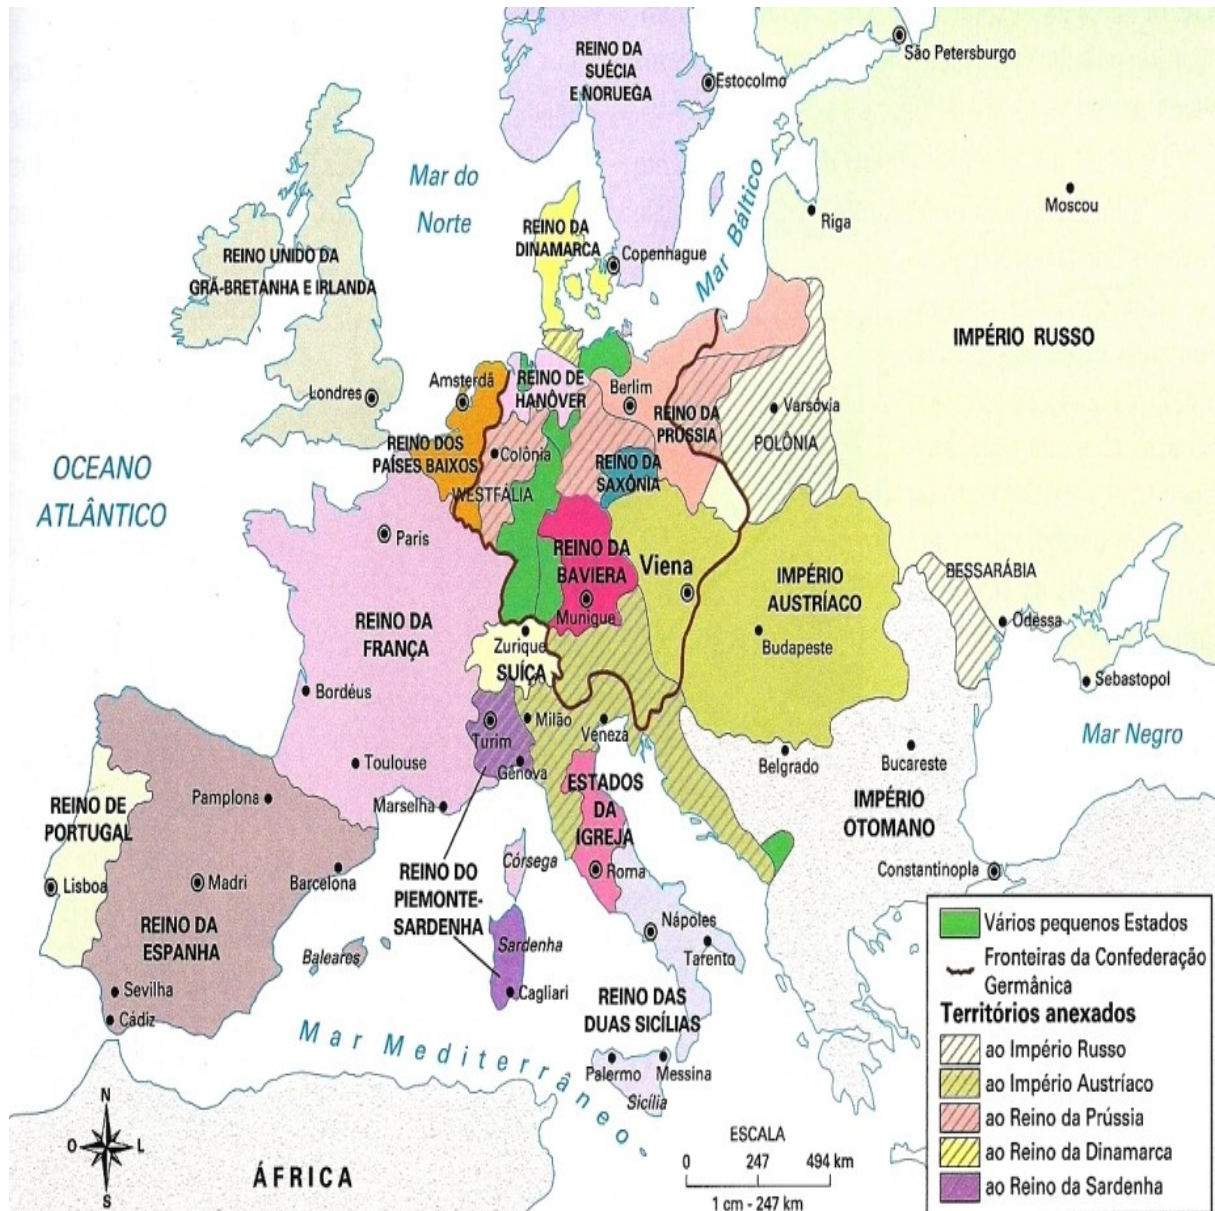 REINO DA
SUÉCIA
E NORUEGA
Estocolmo
São Petersburgo
Mar do
Norte
Mar Báltico
Moscou
Riga
REINO DA
DINAMARCA
Copenhague
REINO UNIDO DA
GRÃ-BRETANHA E IRLANDA
IMPÉRIO RUSSO
Londres
Amsterdã
REINO DE
HANÔVER
Berlim
REINO DA
PRÚSSIA
Varsóvia
POLÔNIA
REINO DOS
PAÍSES BAIXOS
Colônia
REINO DA
SAXÔNIA
WESTFÁLIA
OCEANO
ATLÂNTICO
Paris
REINO DA
BAVIERA
Munique
Viena
IMPÉRIO
AUSTRÍACO
Budapeste
BESSARÁBIA
Odessa
Sebastopol
Mar Negro
REINO DA
FRANÇA
Zurique
SUÍÇA
Bordéus
Turim
Milão
Veneza
Gênova
Toulouse
Marselha
Belgrado
Bucareste
IMPÉRIO
OTOMANO
Constantinopla
REINO DE
PORTUGAL
Pamplona
Lisboa
Madri
Barcelona
REINO DA
ESPANHA
Baleares
Sevilha
Cádiz
ESTADOS
DA
IGREJA
Roma
Córsega
REINO DO
PIEMONTE-
SARDENHA
Sardenha
Cagliari
Nápoles
Tarento
REINO DAS
DUAS SICÍLIAS
Palermo
Messina
Sicília
Mar Mediterrâneo
ÁFRICA
N
O
L
S
ESCALA
0 247 494 km
1 cm - 247 km
Vários pequenos Estados
Fronteiras da Confederação
Germânica
Territórios anexados
ao Império Russo
ao Império Austríaco
ao Reino da Prússia
ao Reino da Dinamarca
ao Reino da Sardenha